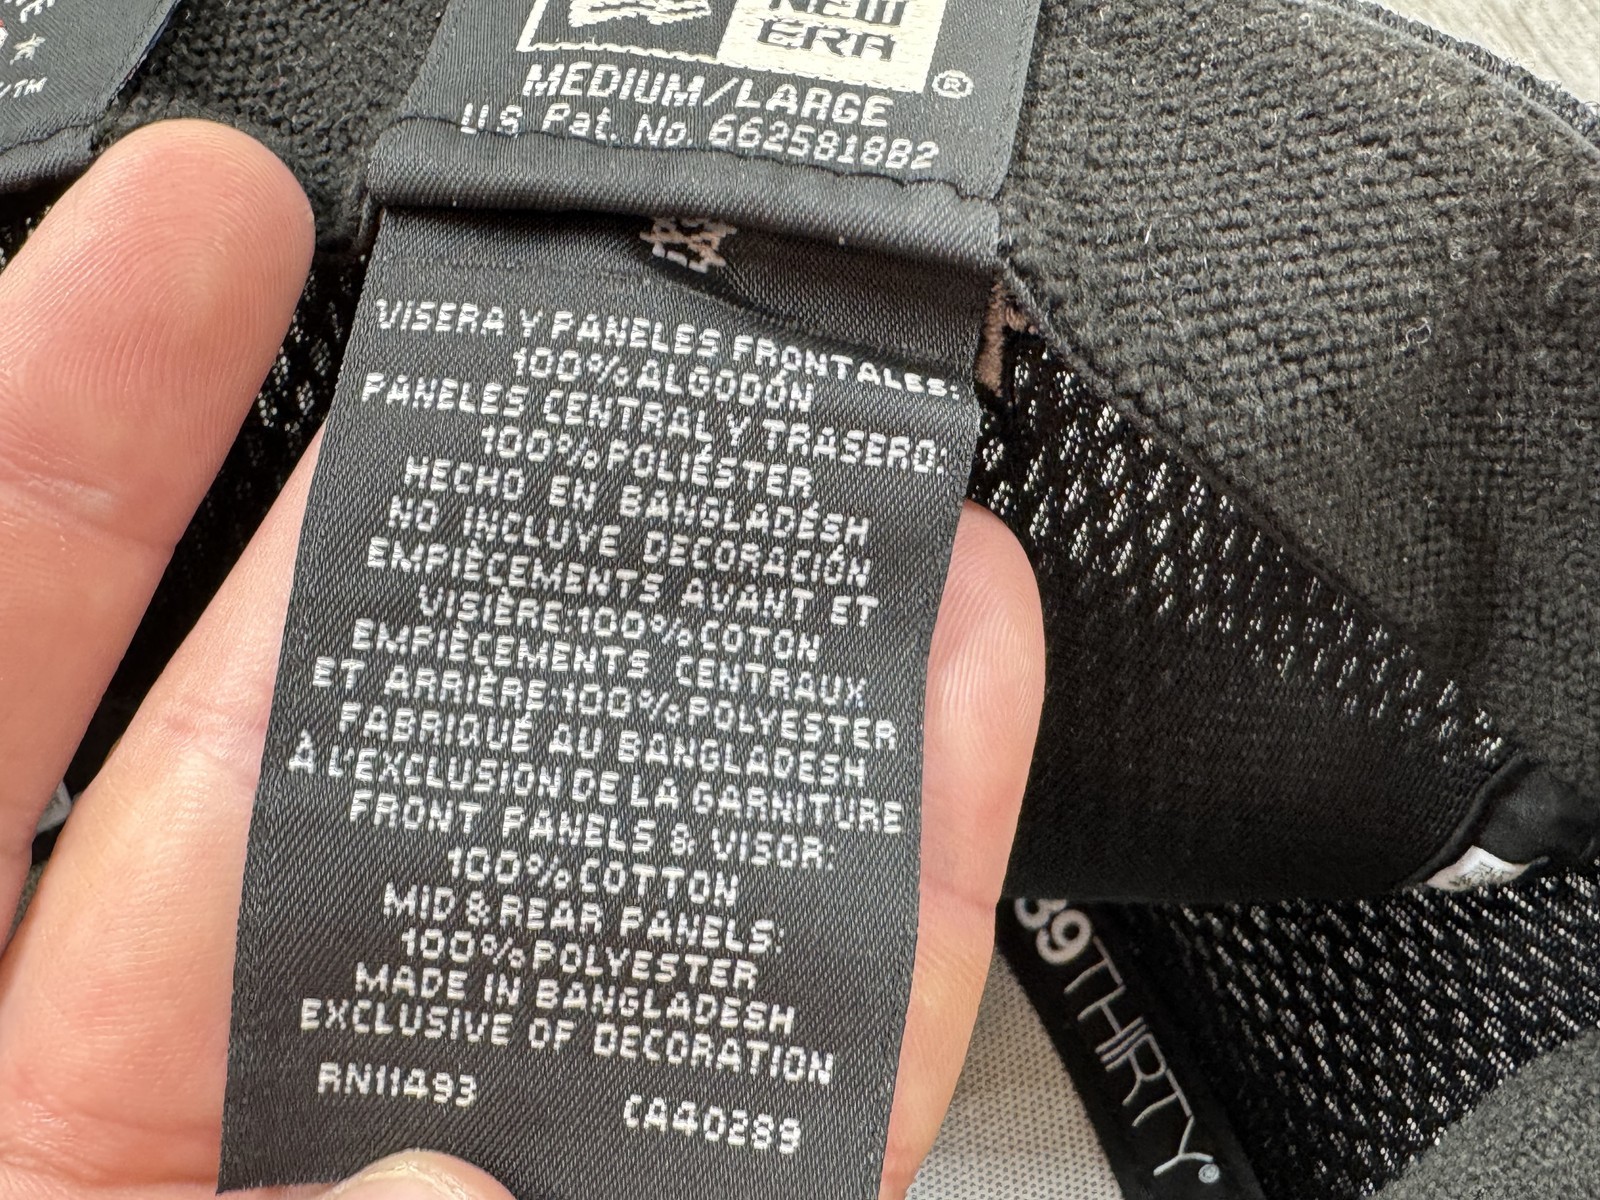 NEW
ERA
®
MEDIUM/LARGE
U.S. Pat. No. 662581882
VISERA Y PANELES FRONTALES:
100% ALGODÓN
PANELES CENTRAL Y TRASERO:
100% POLIÉSTER
HECHO EN BANGLADÉSH
NO INCLUYE DECORACIÓN
EMPIÈCEMENTS AVANT ET
VISIÈRE:100% COTON
EMPIÈCEMENTS CENTRAUX
ET ARRIÈRE:100% POLYESTER
FABRIQUÉ AU BANGLADESH
À L'EXCLUSION DE LA GARNITURE
FRONT PANELS & VISOR:
100% COTTON
MID & REAR PANELS:
100% POLYESTER
MADE IN BANGLADESH
EXCLUSIVE OF DECORATION
RN11493 CA40289
39THIRTY®
TM